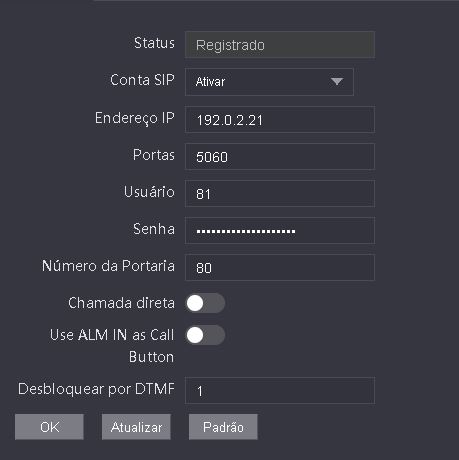 Status Registrado
Conta SIP Ativar
Endereço IP 192.0.2.21
Portas 5060
Usuário 81
Senha ••••••••••••••••••••
Número da Portaria 80
Chamada direta
Use ALM IN as Call
Button
Desbloquear por DTMF 1
OK Atualizar Padrão